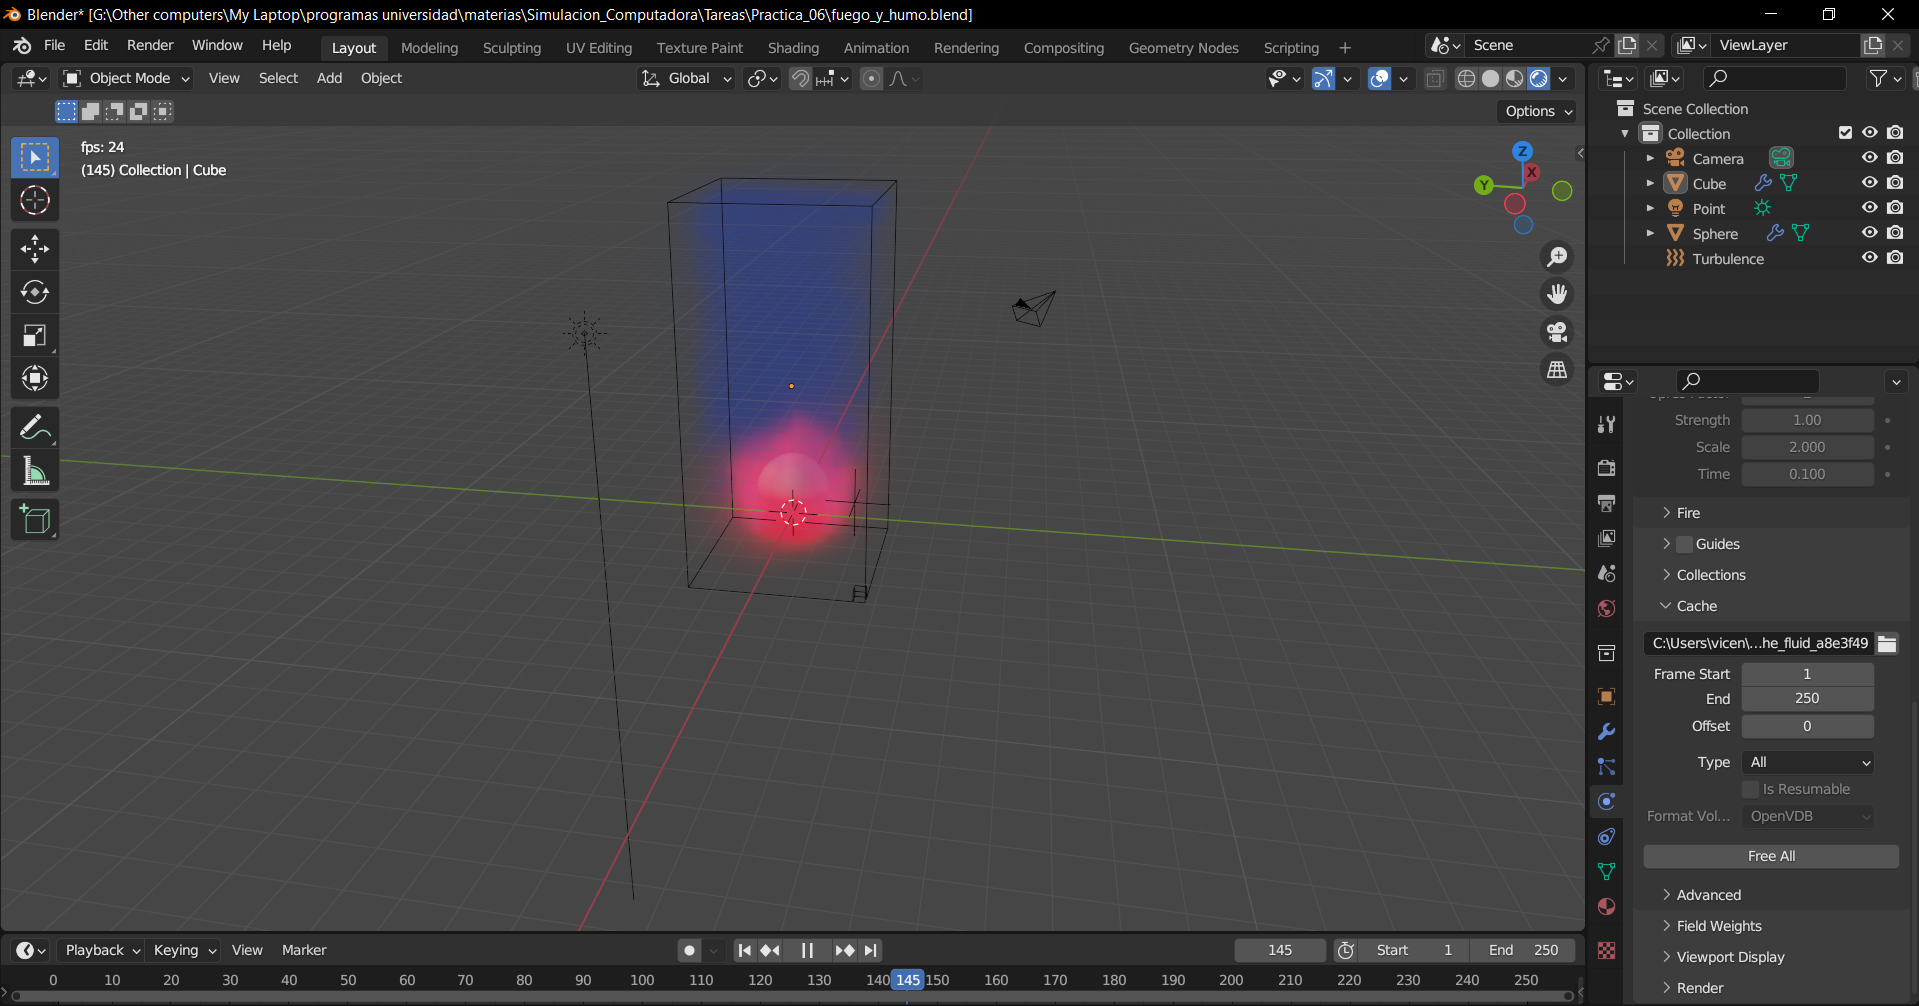 Blender* [G:\Other computers\My Laptop\programas universidad\materias\Simulacion_Computadora\Tareas\Practica_06\fuego_y_humo.blend]
File Edit Render Window Help Layout Modeling Sculpting UV Editing Texture Paint Shading Animation Rendering Compositing Geometry Nodes Scripting + Scene ViewLayer
Object Mode View Select Add Object Global
Options
fps: 24
(145) Collection | Cube
Z
X
Y
Scene Collection
Collection
Camera
Cube
Point
Sphere
Turbulence
Strength 1.00
Scale 2.000
Time 0.100
Fire
Guides
Collections
Cache
C:\Users\vicen\...he_fluid_a8e3f49
Frame Start 1
End 250
Offset 0
Type All
Is Resumable
Format Vol... OpenVDB
Free All
Advanced
Field Weights
Viewport Display
Render
Playback Keying View Marker 145 Start 1 End 250
0 10 20 30 40 50 60 70 80 90 100 110 120 130 140 145 150 160 170 180 190 200 210 220 230 240 250